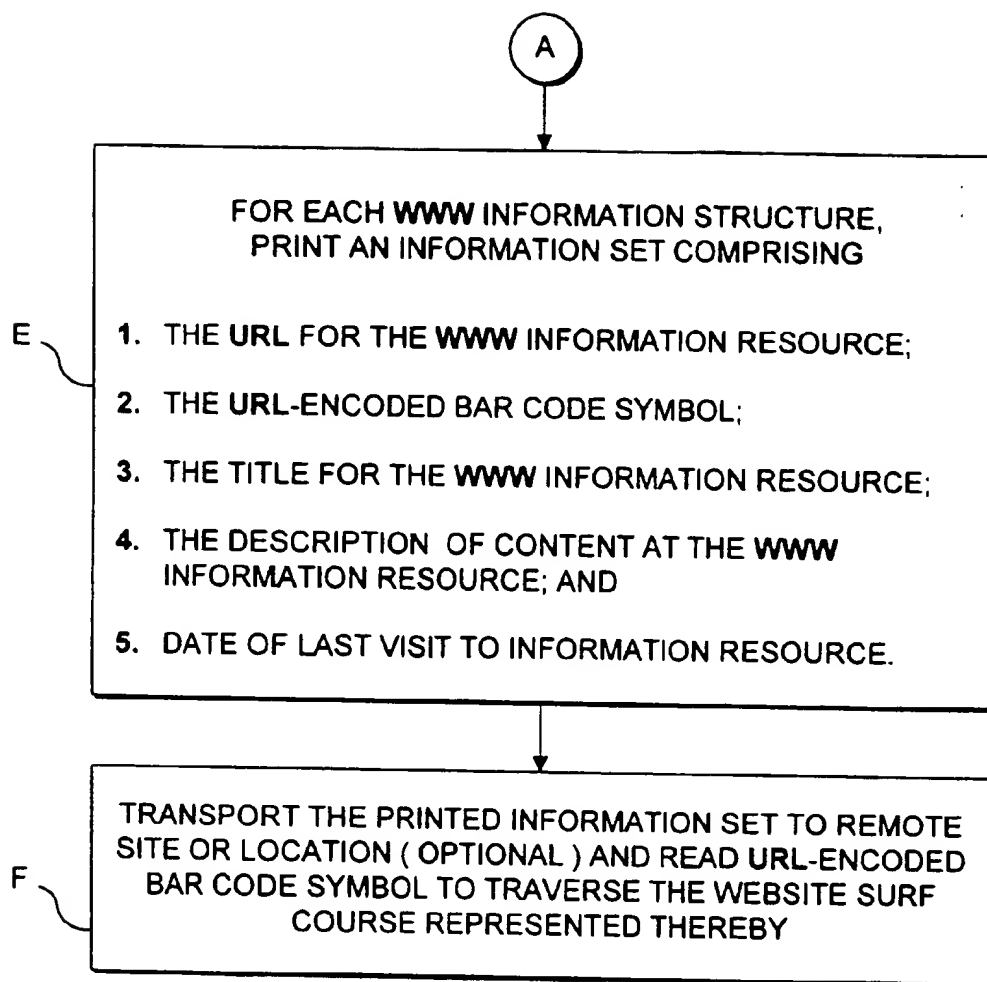 A
FOR EACH WWW INFORMATION STRUCTURE,
PRINT AN INFORMATION SET COMPRISING
E
1. THE URL FOR THE WWW INFORMATION RESOURCE;
2. THE URL-ENCODED BAR CODE SYMBOL;
3. THE TITLE FOR THE WWW INFORMATION RESOURCE;
4. THE DESCRIPTION OF CONTENT AT THE WWW
INFORMATION RESOURCE; AND
5. DATE OF LAST VISIT TO INFORMATION RESOURCE.
F
TRANSPORT THE PRINTED INFORMATION SET TO REMOTE
SITE OR LOCATION ( OPTIONAL ) AND READ URL-ENCODED
BAR CODE SYMBOL TO TRAVERSE THE WEBSITE SURF
COURSE REPRESENTED THEREBY